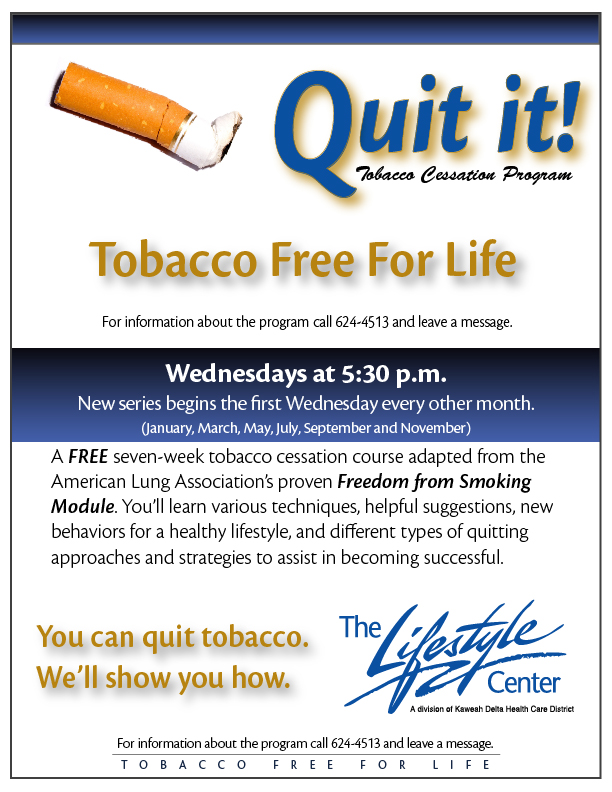 Quit it!
Tobacco Cessation Program
Tobacco Free For Life
For information about the program call 624-4513 and leave a message.
Wednesdays at 5:30 p.m.
New series begins the first Wednesday every other month.
(January, March, May, July, September and November)
A FREE seven-week tobacco cessation course adapted from the
American Lung Association's proven Freedom from Smoking
Module. You'll learn various techniques, helpful suggestions, new
behaviors for a healthy lifestyle, and different types of quitting
approaches and strategies to assist in becoming successful.
You can quit tobacco.
We'll show you how.
The Lifestyle
Center
A division of Kaweah Delta Health Care District
For information about the program call 624-4513 and leave a message.
TOBACCO FREE FOR LIFE